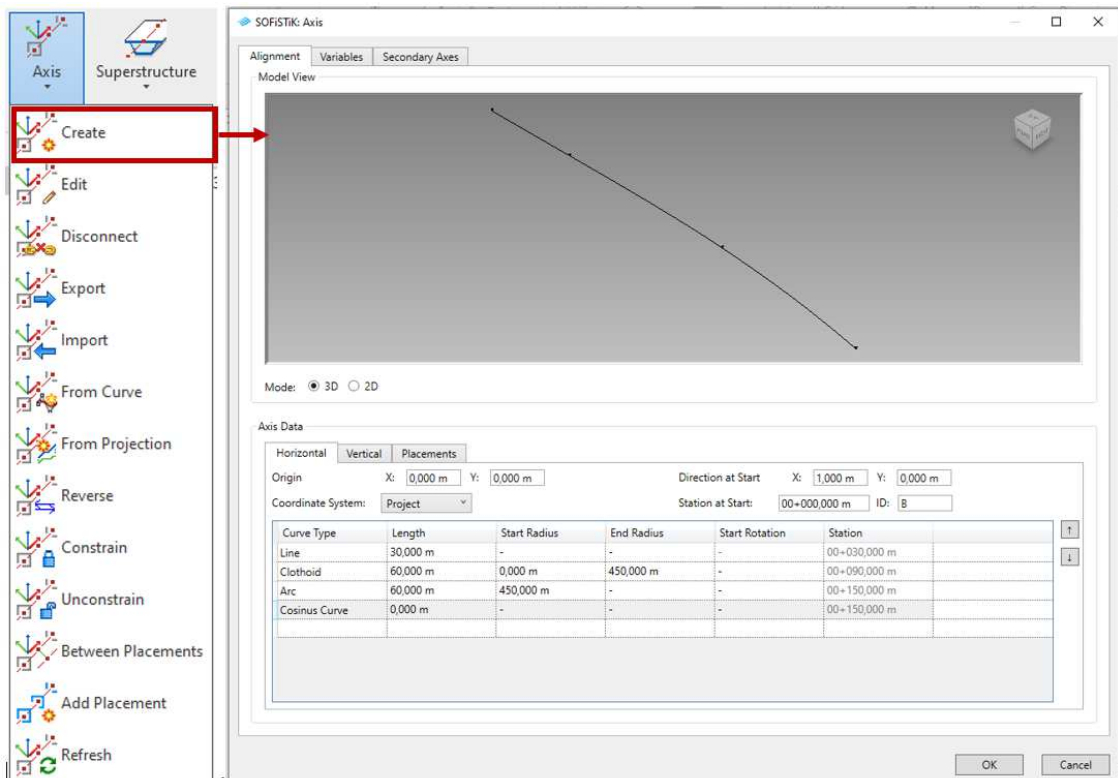 Axis
Superstructure
Create
Edit
Disconnect
Export
Import
From Curve
From Projection
Reverse
Constrain
Unconstrain
Between Placements
Add Placement
Refresh
SOFiSTiK: Axis
Alignment Variables Secondary Axes
Model View
Mode: 3D 2D
Axis Data
Horizontal Vertical Placements
Origin X: 0,000 m Y: 0,000 m Direction at Start X: 1,000 m Y: 0,000 m
Coordinate System: Project Station at Start: 00+000,000 m ID: B
Curve Type Length Start Radius End Radius Start Rotation Station
Line 30,000 m - - - 00+030,000 m
Clothoid 60,000 m 0,000 m 450,000 m - 00+090,000 m
Arc 60,000 m 450,000 m - - 00+150,000 m
Cosinus Curve 0,000 m - - - 00+150,000 m
OK Cancel